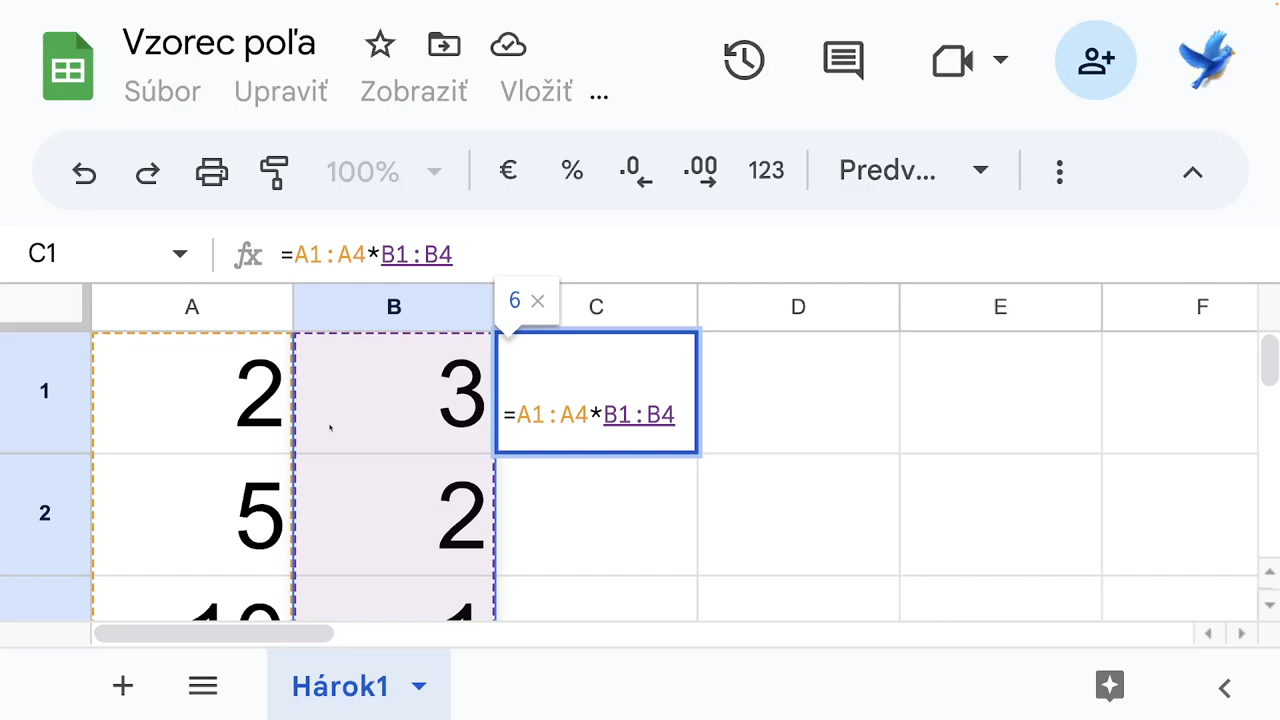 Vzorec poľa
Súbor Upraviť Zobraziť Vložiť ...
100% € % .0 .00 123 Predv...
C1 fx =A1:A4*B1:B4
6
A B C D E F
1 2 3 =A1:A4*B1:B4
2 5 2
Hárok1